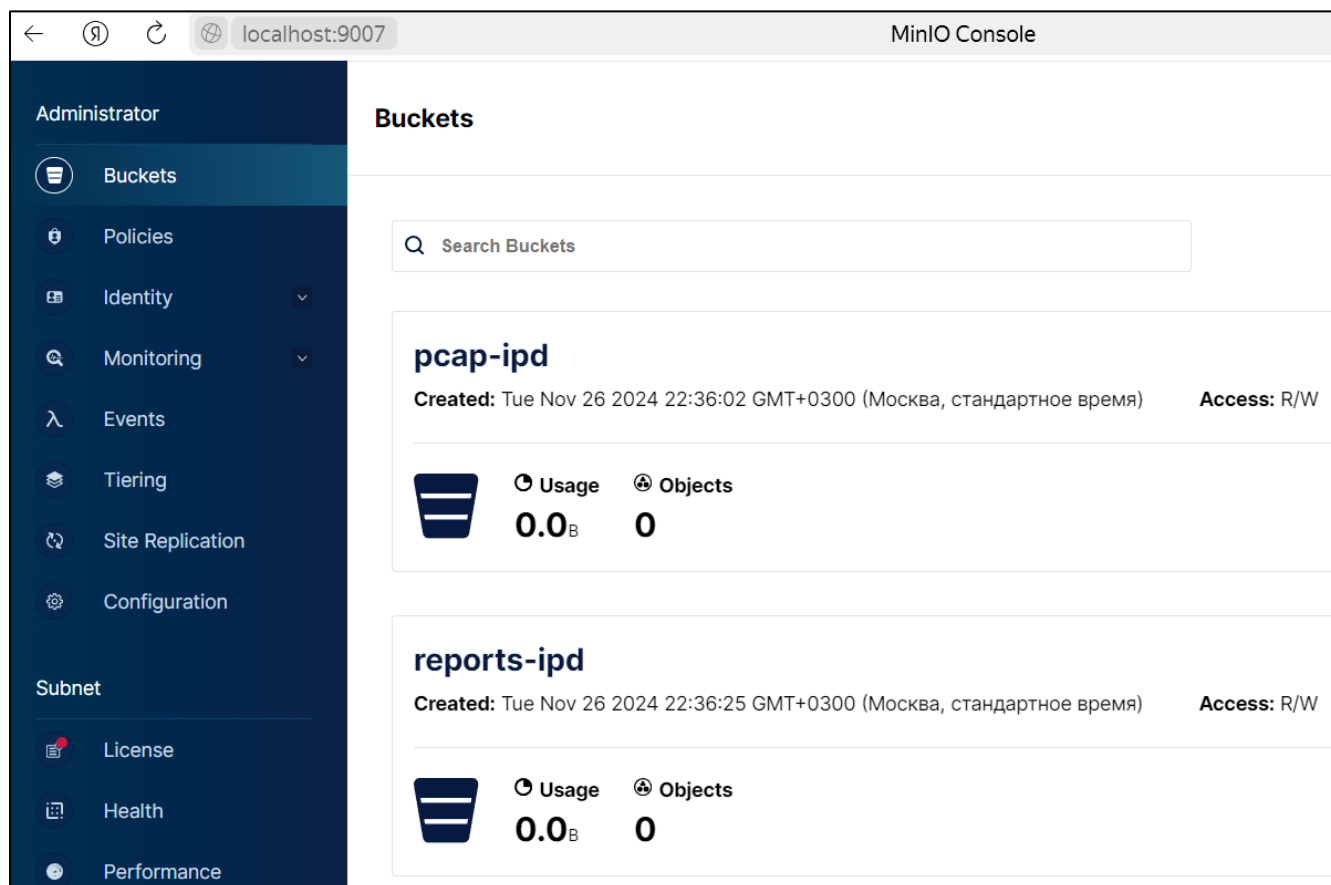 localhost:9007 MinIO Console
Administrator
Buckets
Policies
Identity
Monitoring
Events
Tiering
Site Replication
Configuration
Subnet
License
Health
Performance
Buckets
Search Buckets
pcap-ipd
Created: Tue Nov 26 2024 22:36:02 GMT+0300 (Москва, стандартное время) Access: R/W
Usage Objects
0.0B 0
reports-ipd
Created: Tue Nov 26 2024 22:36:25 GMT+0300 (Москва, стандартное время) Access: R/W
Usage Objects
0.0B 0